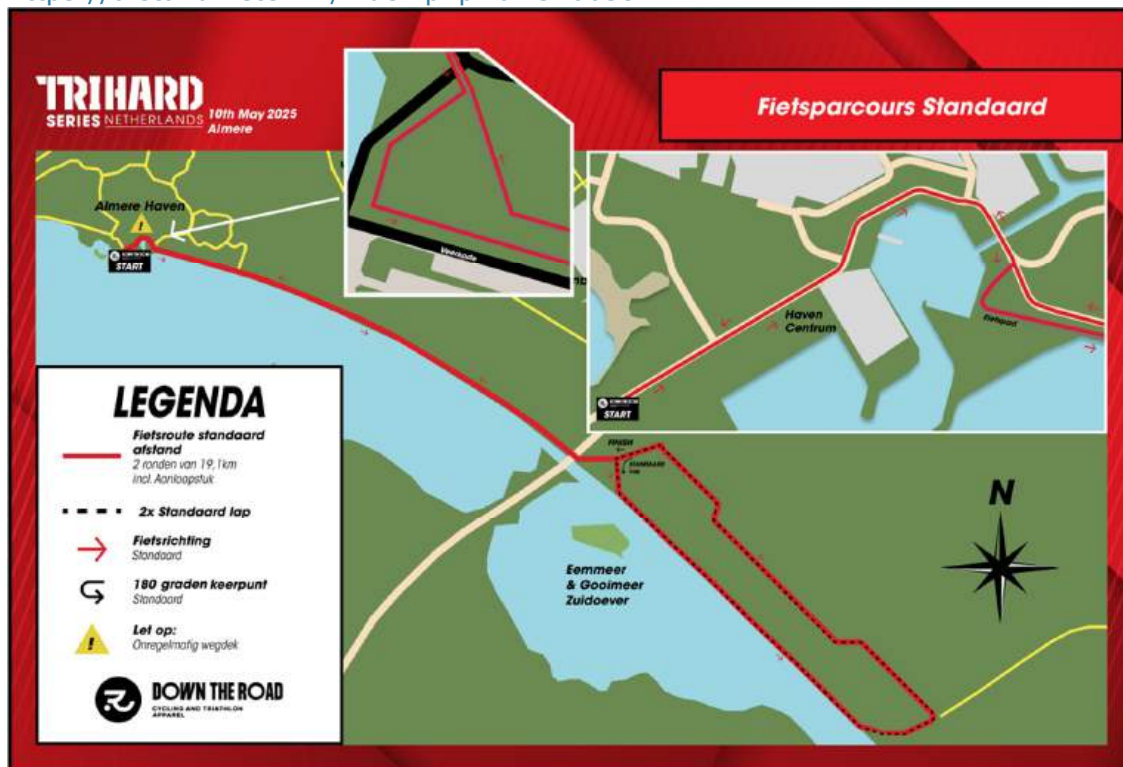 TRIHARD
SERIES NETHERLANDS
10th May 2025
Almere
Fietsparcours Standaard
Almere Haven
!
START
Veerkade
Haven
Centrum
Fietspad
START
FINISH
STANDAARD
Eemmeer
& Gooimeer
Zuidoever
N
LEGENDA
Fietsroute standaard
afstand
2 ronden van 19,1km
incl. Aanloopstuk
2x Standaard lap
Fietsrichting
Standaard
180 graden keerpunt
Standaard
!
Let op:
Onregelmatig wegdek
DOWN THE ROAD
CYCLING AND TRIATHLON
APPAREL